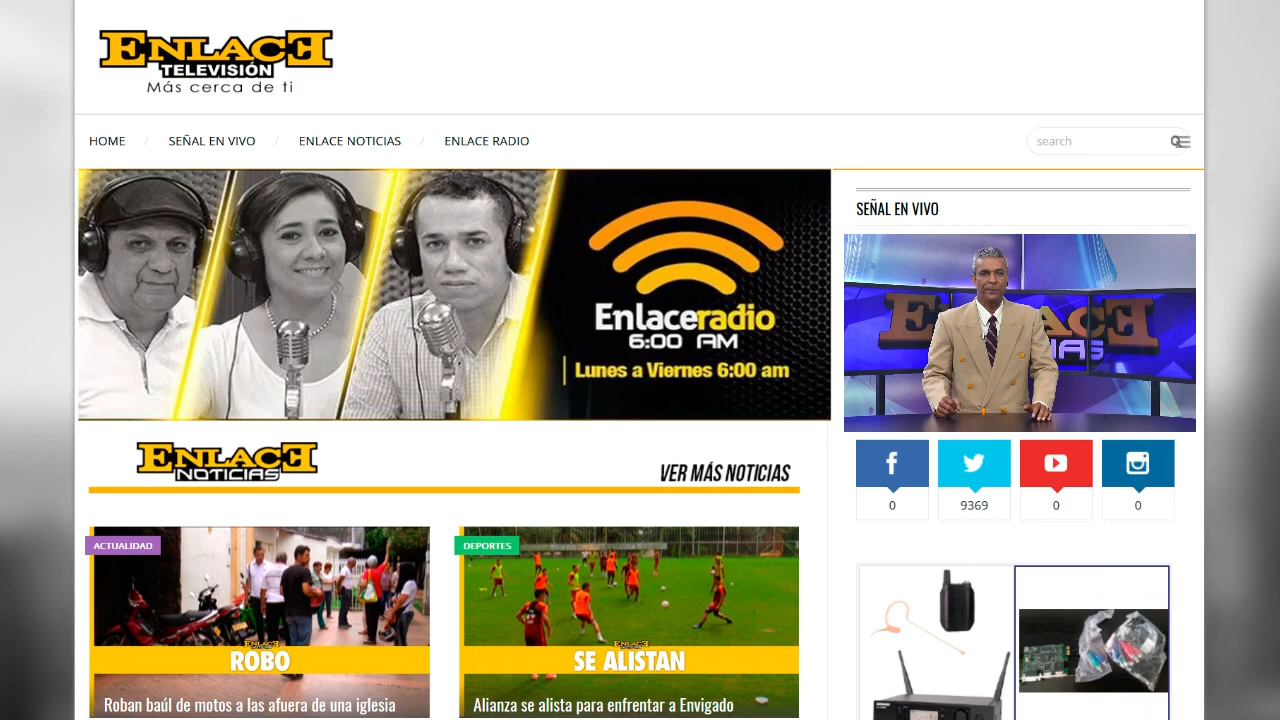 ENLACE
TELEVISIÓN
Más cerca de ti
HOME / SEÑAL EN VIVO / ENLACE NOTICIAS / ENLACE RADIO
search
Enlaceradio
6:00 AM
Lunes a Viernes 6:00 am
SEÑAL EN VIVO
0 9369 0 0
ENLACE
NOTICIAS
VER MÁS NOTICIAS
ACTUALIDAD
ROBO
Roban baúl de motos a las afuera de una iglesia
DEPORTES
SE ALISTAN
Alianza se alista para enfrentar a Envigado